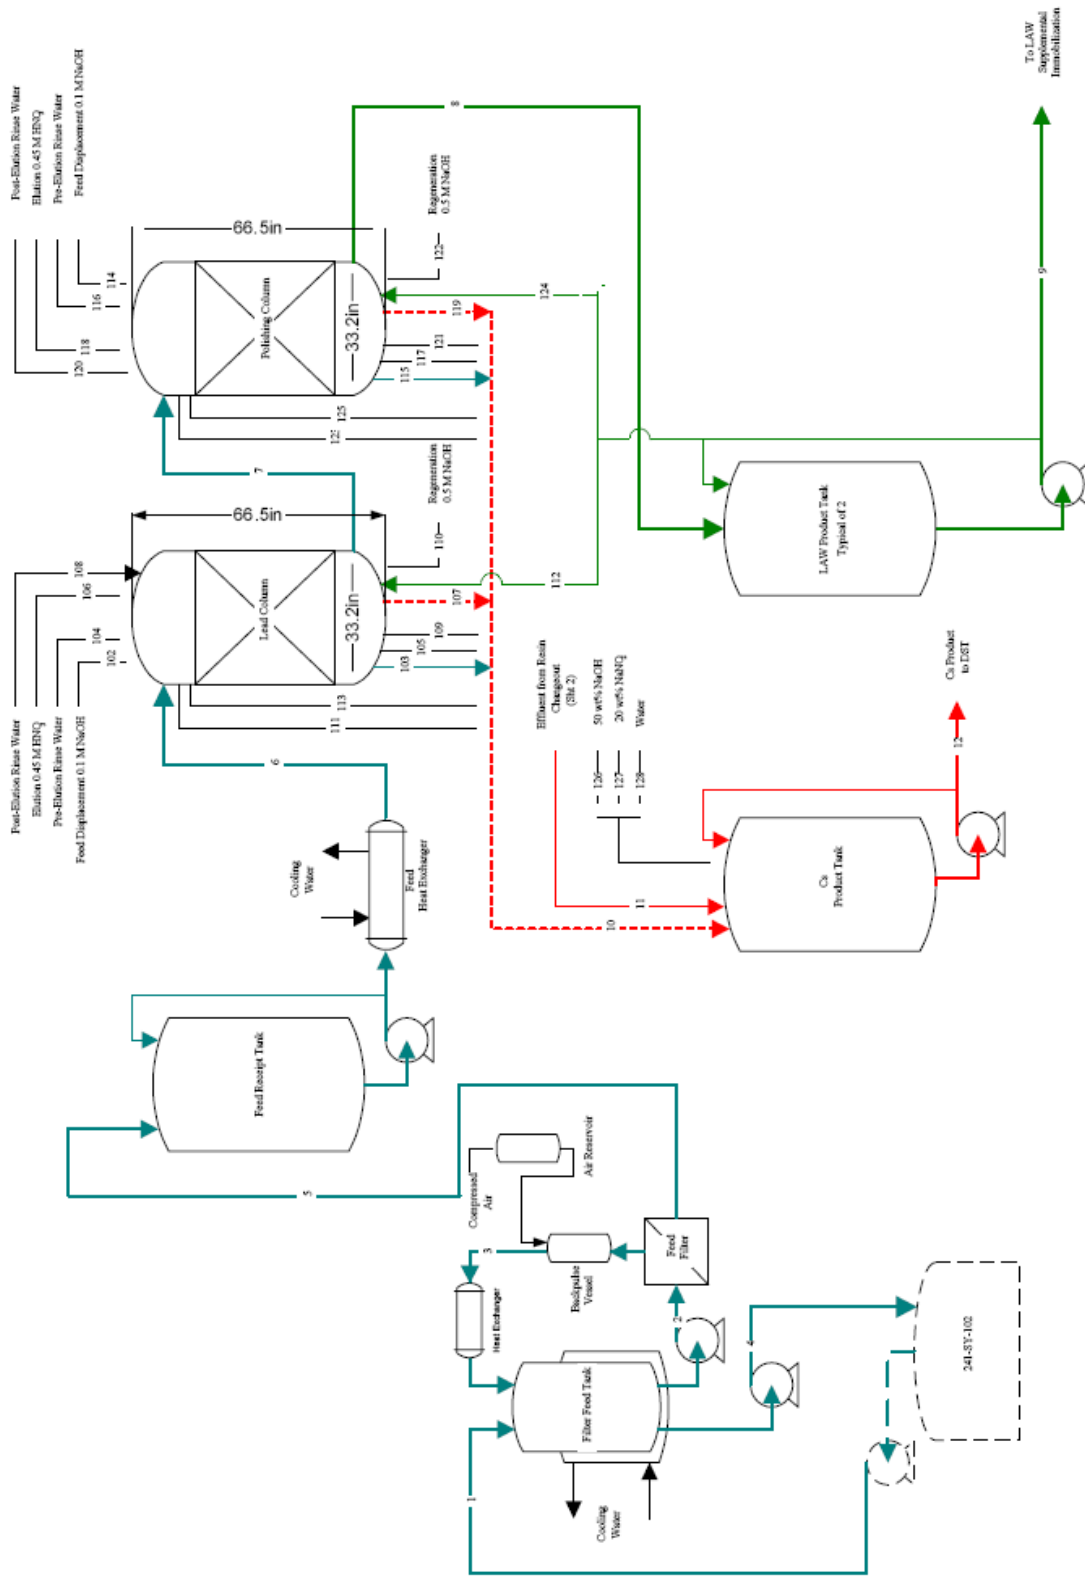 Post-Elution Rinse Water
Elution 0.45 M HNO3
Pre-Elution Rinse Water
Feed Displacement 0.1 M NaOH
102
104
106
108
Lead Column
66.5in
33.2in
103
105
109
107
110
Regeneration
0.5 M NaOH
111
113
112
Post-Elution Rinse Water
Elution 0.45 M HNO3
Pre-Elution Rinse Water
Feed Displacement 0.1 M NaOH
120
118
116
114
Polishing Column
66.5in
33.2in
115
117
121
119
122
Regeneration
0.5 M NaOH
125
124
1
2
3
4
5
6
7
8
9
10
11
12
Cooling
Water
Feed
Heat Exchanger
Feed Receipt Tank
Compressed
Air
Air Reservoir
Backpulse
Vessel
Feed
Filter
Heat Exchanger
Filter Feed Tank
Cooling
Water
241-SY-102
Effluent from Resin
Changeout
(Sht 2)
50 wt% NaOH
20 wt% NaNO2
Water
126
127
128
Cs
Product Tank
Cs Product
to DST
LAW Product Tank
Typical of 2
To LAW
Supplemental
Immobilization